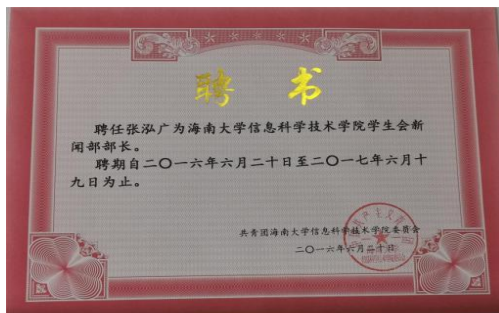 聘书
聘任张泓广为海南大学信息科学技术学院学生会新
闻部部长。
聘期自二〇一六年六月二十日至二〇一七年六月十
九日为止。
共青团海南大学信息科学技术学院委员会
二〇一六年六月二十日